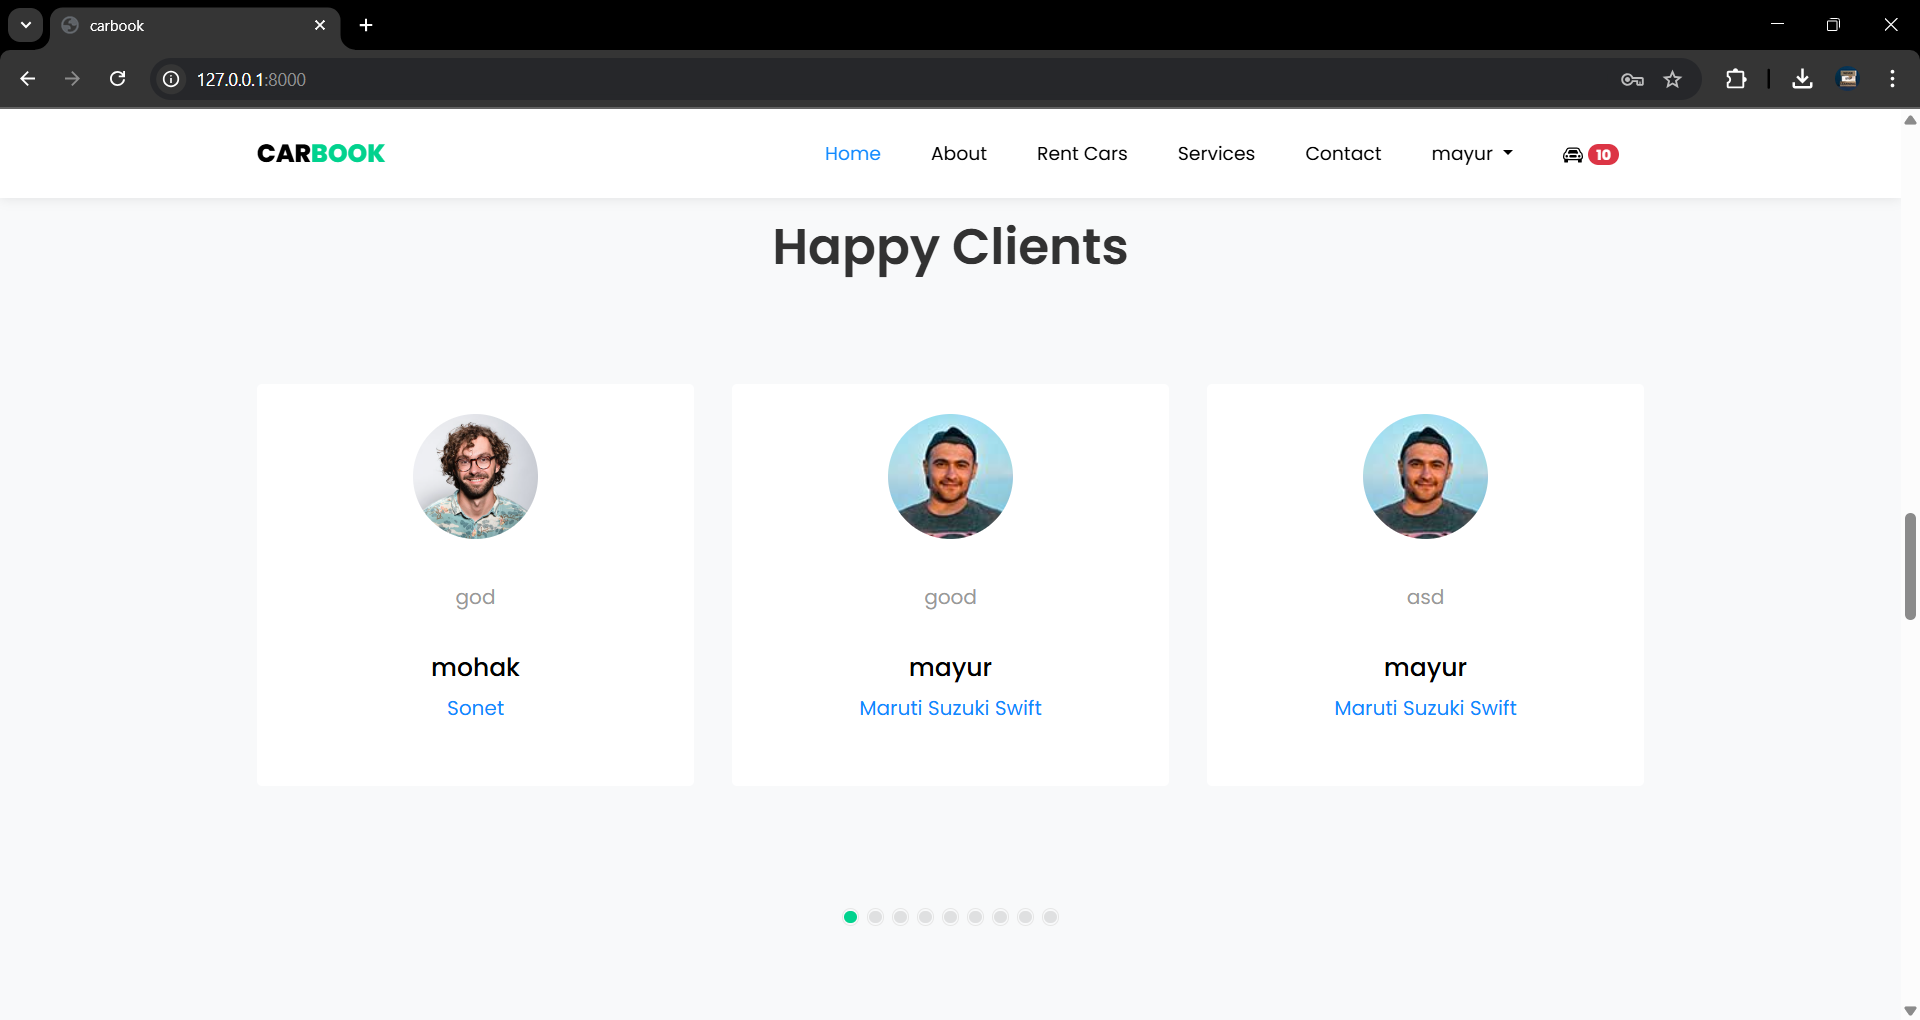 carbook
127.0.0.1:8000
CARBOOK
Home About Rent Cars Services Contact mayur 10
Happy Clients
god
mohak
Sonet
good
mayur
Maruti Suzuki Swift
asd
mayur
Maruti Suzuki Swift